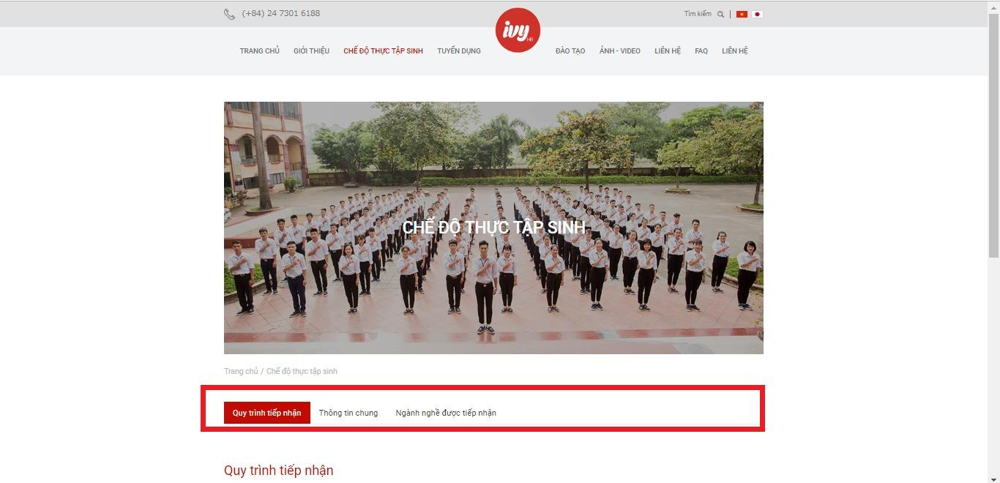 (+84) 24 7301 6188
Tìm kiếm
ivy HR
TRANG CHỦ GIỚI THIỆU CHẾ ĐỘ THỰC TẬP SINH TUYỂN DỤNG ĐÀO TẠO ẢNH - VIDEO LIÊN HỆ FAQ LIÊN HỆ
CHẾ ĐỘ THỰC TẬP SINH
Trang chủ / Chế độ thực tập sinh
Quy trình tiếp nhận Thông tin chung Ngành nghề được tiếp nhận
Quy trình tiếp nhận